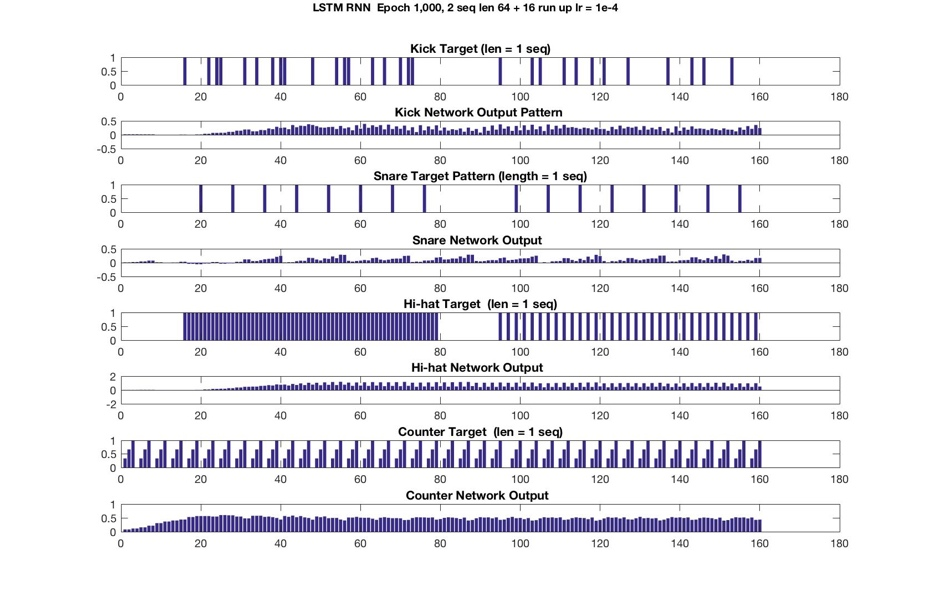 LSTM RNN Epoch 1,000, 2 seq len 64 + 16 run up lr = 1e-4
Kick Target (len = 1 seq)
1
0.5
0
0 20 40 60 80 100 120 140 160 180
Kick Network Output Pattern
0.5
0
-0.5
0 20 40 60 80 100 120 140 160 180
Snare Target Pattern (length = 1 seq)
1
0.5
0
0 20 40 60 80 100 120 140 160 180
Snare Network Output
0.5
0
-0.5
0 20 40 60 80 100 120 140 160 180
Hi-hat Target (len = 1 seq)
1
0.5
0
0 20 40 60 80 100 120 140 160 180
Hi-hat Network Output
2
0
-2
0 20 40 60 80 100 120 140 160 180
Counter Target (len = 1 seq)
1
0.5
0
0 20 40 60 80 100 120 140 160 180
Counter Network Output
1
0.5
0
0 20 40 60 80 100 120 140 160 180